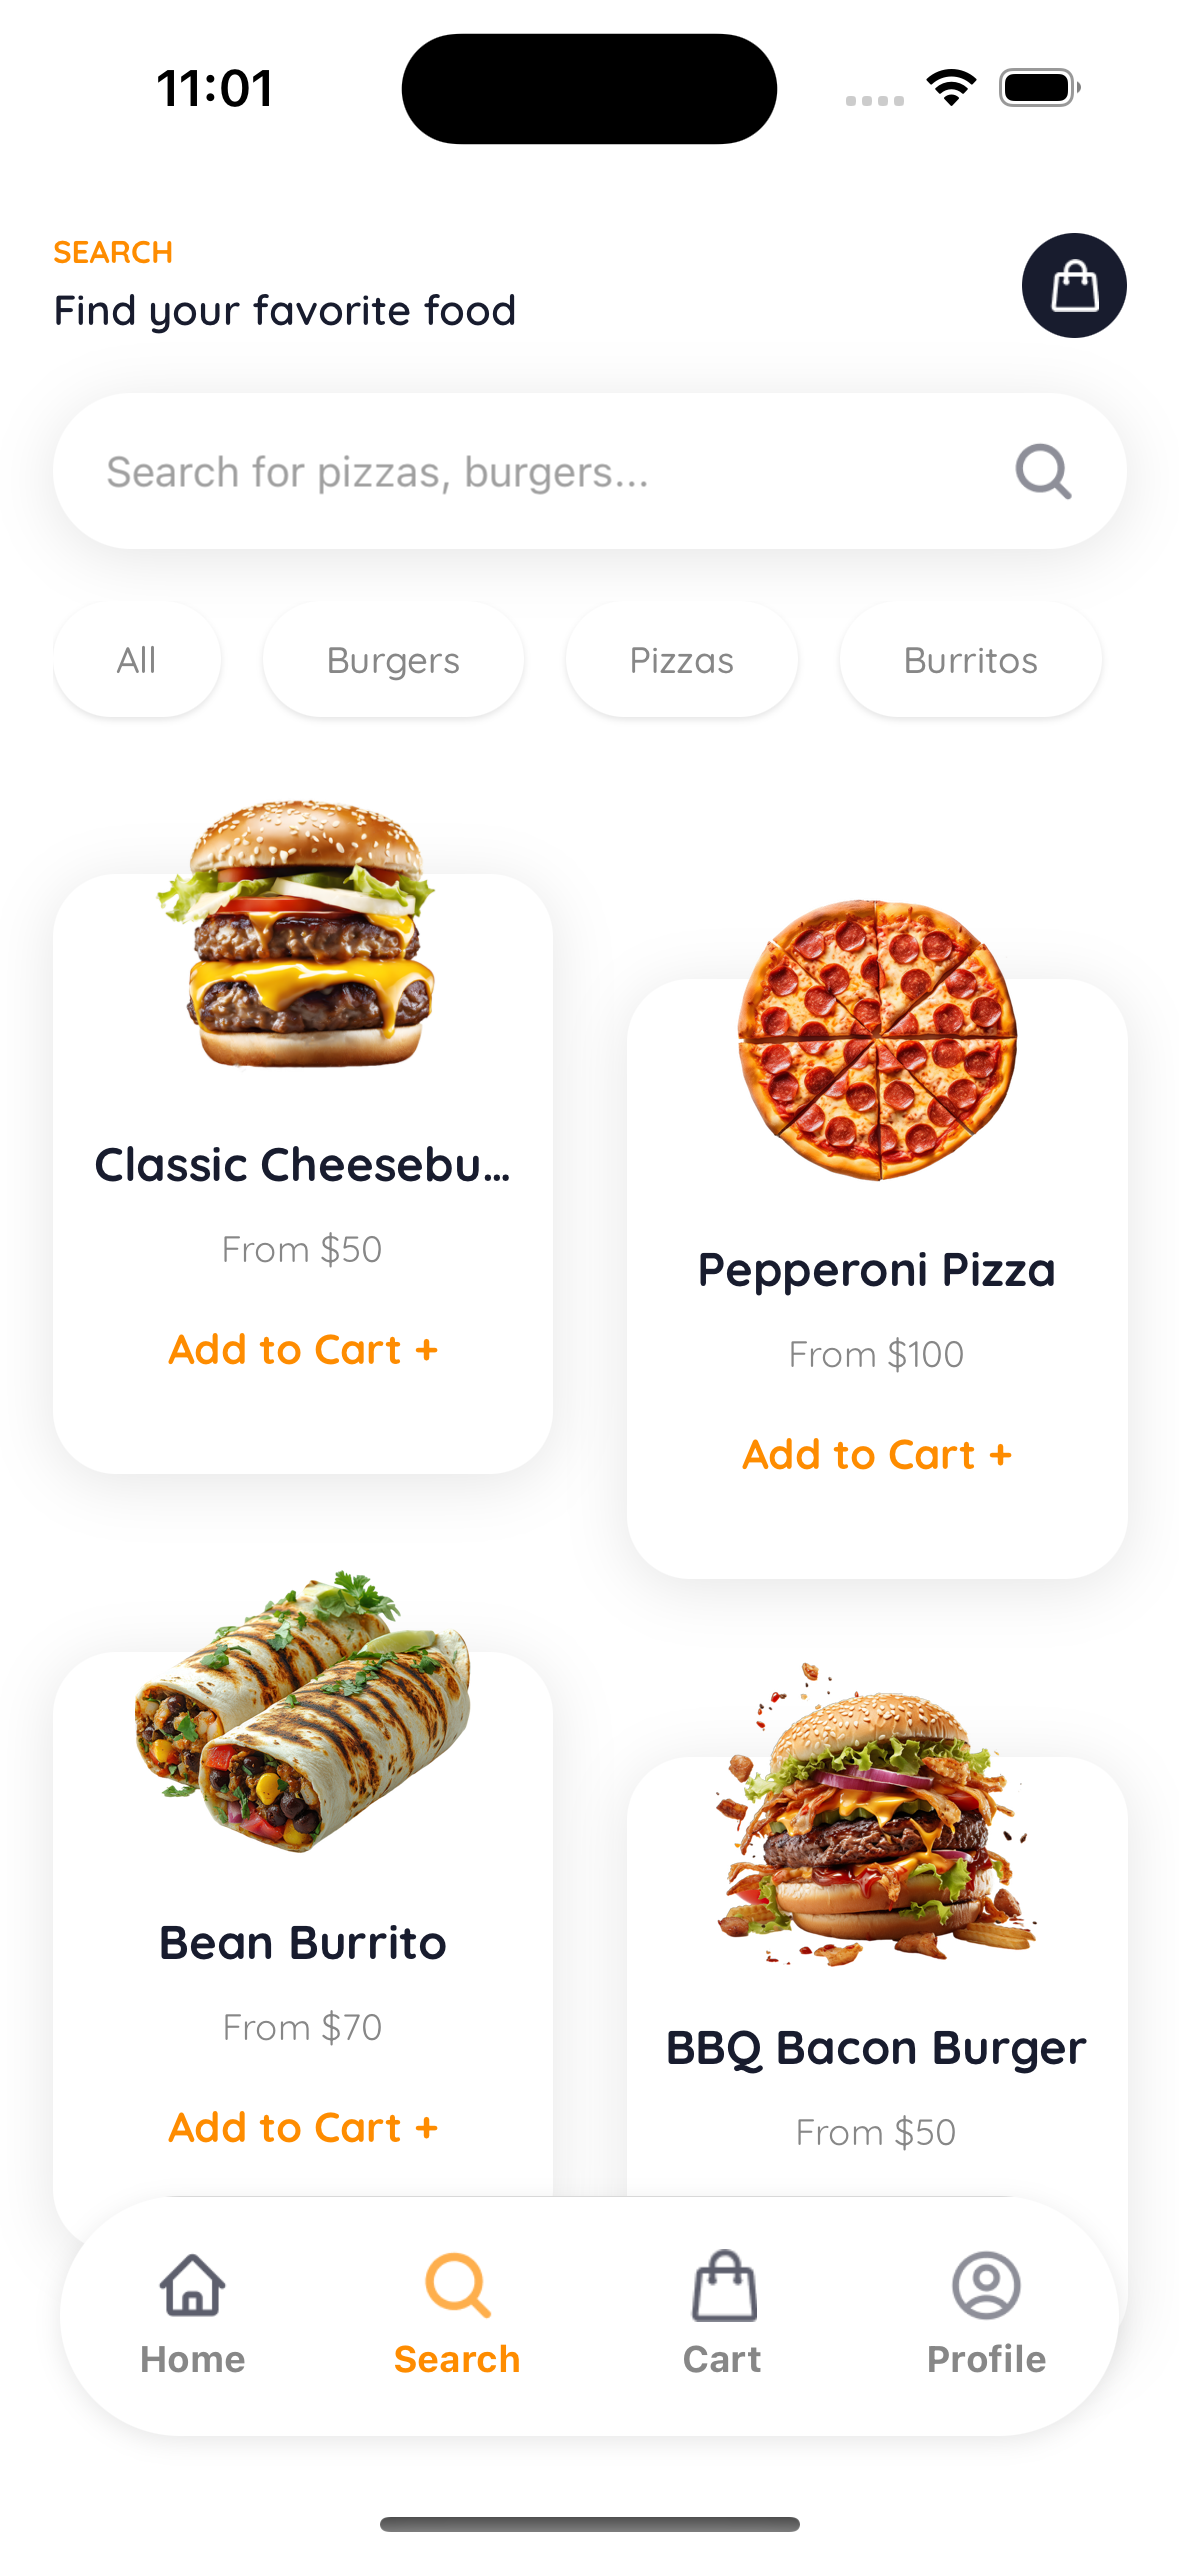 11:01
SEARCH
Find your favorite food
Search for pizzas, burgers...
All
Burgers
Pizzas
Burritos
Classic Cheesebu...
From $50
Add to Cart +
Pepperoni Pizza
From $100
Add to Cart +
Bean Burrito
From $70
Add to Cart +
BBQ Bacon Burger
From $50
Home
Search
Cart
Profile